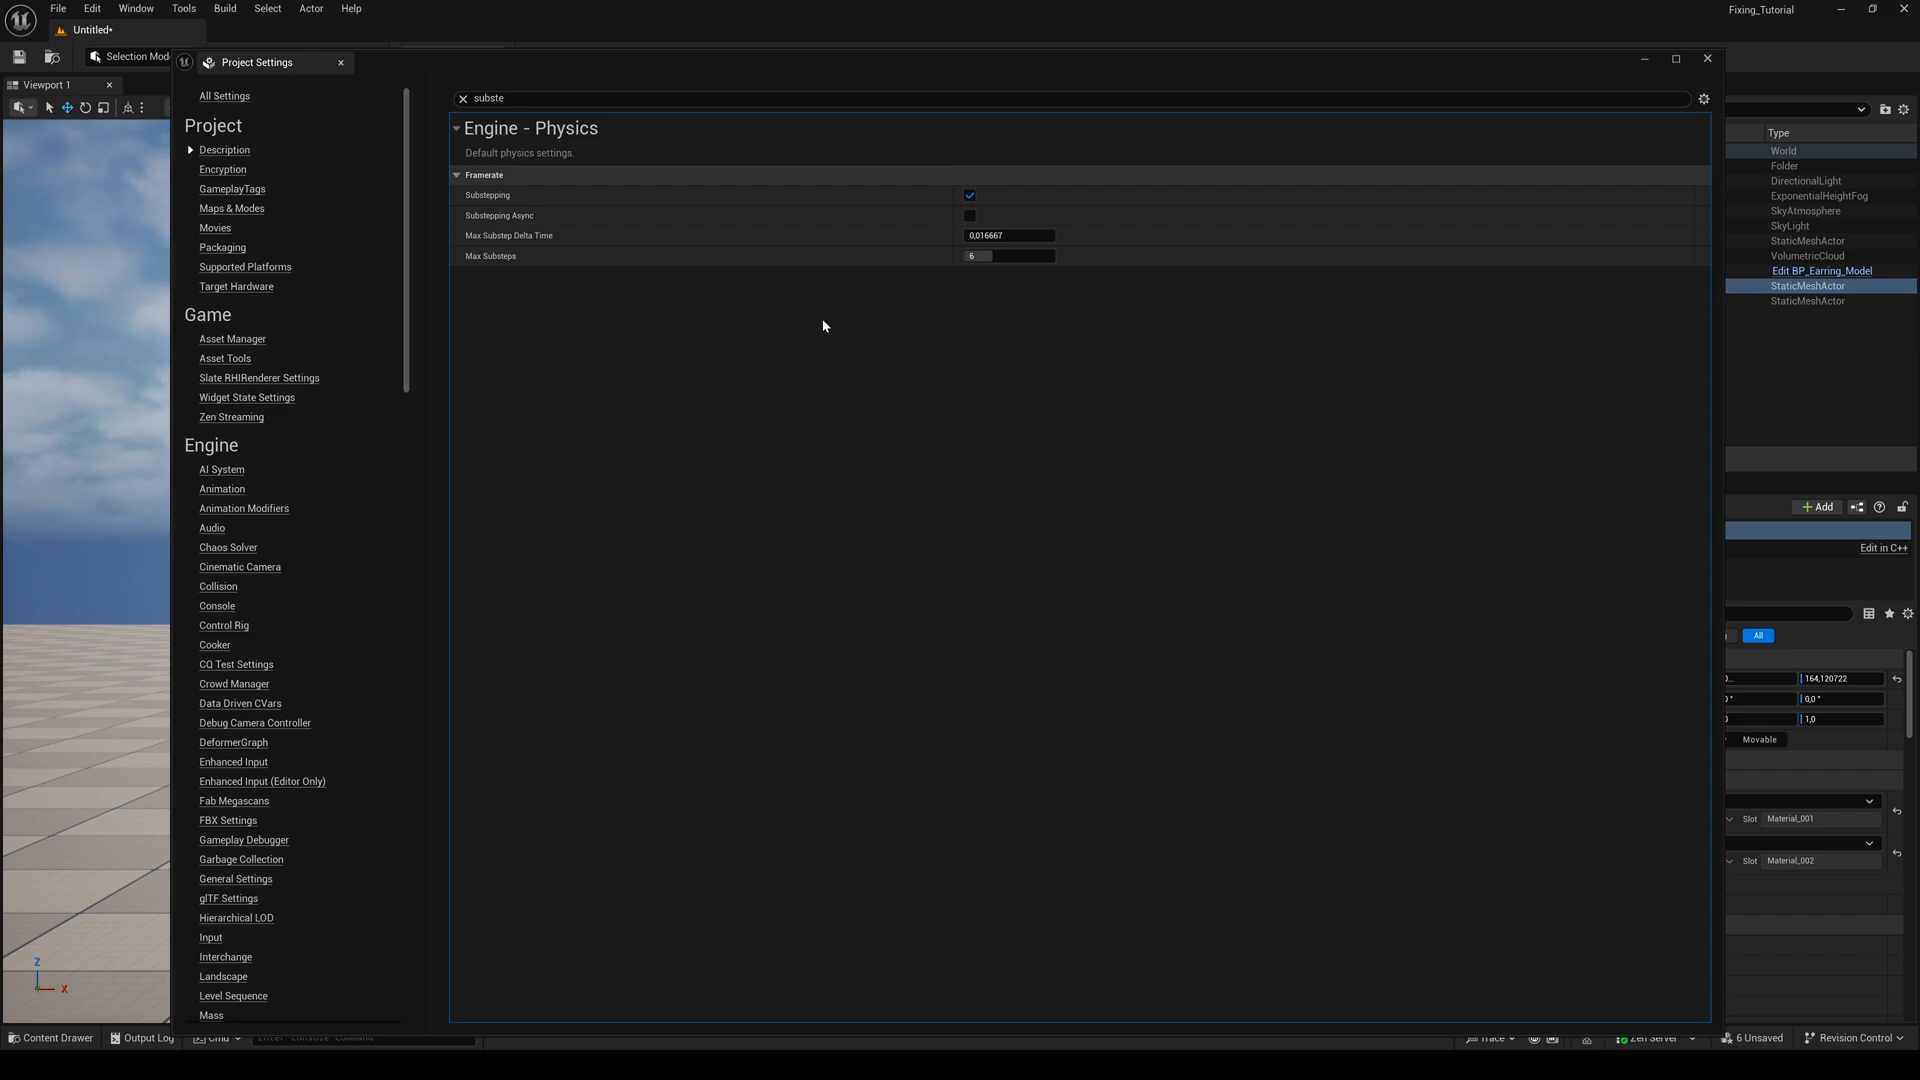 File Edit Window Tools Build Select Actor Help
Fixing_Tutorial
Untitled*
Selection Mod
Project Settings
Viewport 1
All Settings
Project
Description
Encryption
GameplayTags
Maps & Modes
Movies
Packaging
Supported Platforms
Target Hardware
Game
Asset Manager
Asset Tools
Slate RHIRenderer Settings
Widget State Settings
Zen Streaming
Engine
AI System
Animation
Animation Modifiers
Audio
Chaos Solver
Cinematic Camera
Collision
Console
Control Rig
Cooker
CQ Test Settings
Crowd Manager
Data Driven CVars
Debug Camera Controller
DeformerGraph
Enhanced Input
Enhanced Input (Editor Only)
Fab Megascans
FBX Settings
Gameplay Debugger
Garbage Collection
General Settings
glTF Settings
Hierarchical LOD
Input
Interchange
Landscape
Level Sequence
Mass
subste
Engine - Physics
Default physics settings.
Framerate
Substepping
Substepping Async
Max Substep Delta Time 0,016667
Max Substeps 6
Type
World
Folder
DirectionalLight
ExponentialHeightFog
SkyAtmosphere
SkyLight
StaticMeshActor
VolumetricCloud
Edit BP_Earring_Model
StaticMeshActor
StaticMeshActor
Add
Edit in C++
All
164,120722
0,0 °
1,0
Movable
Slot Material_001
Slot Material_002
Z
X
Content Drawer Output Log Cmd Enter Console Command
Trace Zen Server 6 Unsaved Revision Control